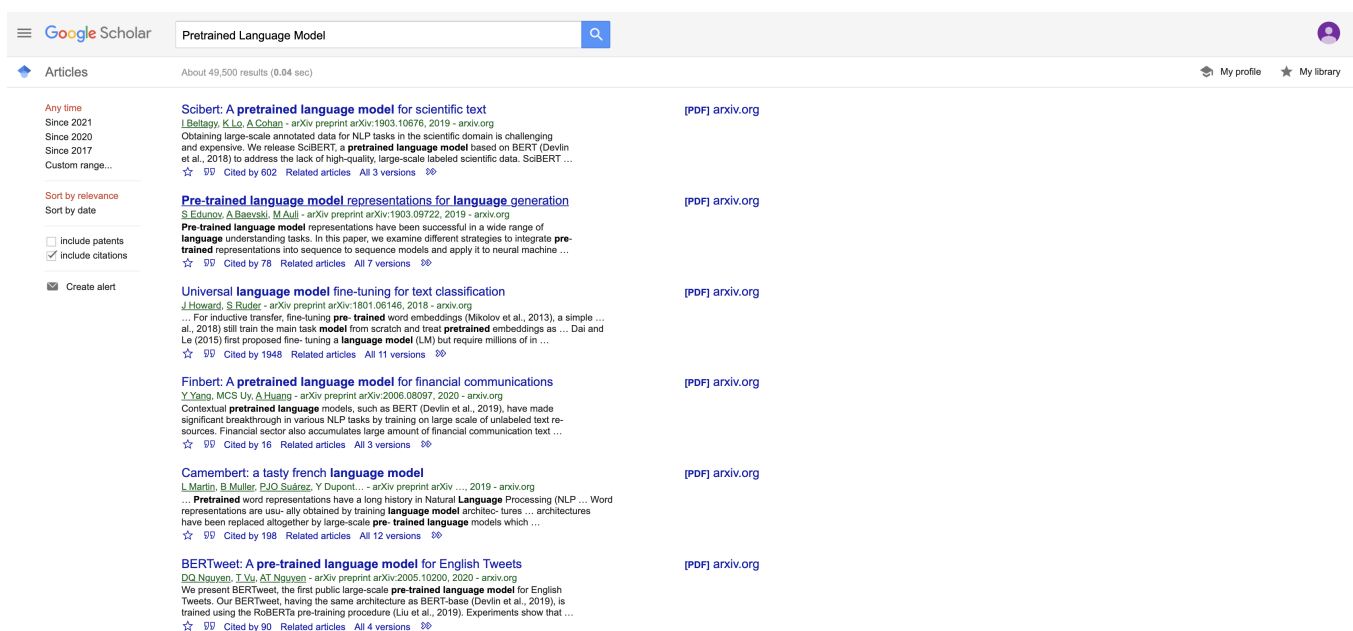 Google Scholar
Pretrained Language Model
Articles
About 49,500 results (0.04 sec)
My profile
My library
Any time
Since 2021
Since 2020
Since 2017
Custom range...
Sort by relevance
Sort by date
include patents
include citations
Create alert
Scibert: A pretrained language model for scientific text
[PDF] arxiv.org
I Beltagy, K Lo, A Cohan - arXiv preprint arXiv:1903.10676, 2019 - arxiv.org
Obtaining large-scale annotated data for NLP tasks in the scientific domain is challenging
and expensive. We release SciBERT, a pretrained language model based on BERT (Devlin
et al., 2018) to address the lack of high-quality, large-scale labeled scientific data. SciBERT …
Cited by 602 Related articles All 3 versions
Pre-trained language model representations for language generation
[PDF] arxiv.org
S Edunov, A Baevski, M Auli - arXiv preprint arXiv:1903.09722, 2019 - arxiv.org
Pre-trained language model representations have been successful in a wide range of
language understanding tasks. In this paper, we examine different strategies to integrate pre-
trained representations into sequence to sequence models and apply it to neural machine …
Cited by 78 Related articles All 7 versions
Universal language model fine-tuning for text classification
[PDF] arxiv.org
J Howard, S Ruder - arXiv preprint arXiv:1801.06146, 2018 - arxiv.org
… For inductive transfer, fine-tuning pre- trained word embeddings (Mikolov et al., 2013), a simple …
al., 2018) still train the main task model from scratch and treat pretrained embeddings as … Dai and
Le (2015) first proposed fine- tuning a language model (LM) but require millions of in …
Cited by 1948 Related articles All 11 versions
Finbert: A pretrained language model for financial communications
[PDF] arxiv.org
Y Yang, MCS Uy, A Huang - arXiv preprint arXiv:2006.08097, 2020 - arxiv.org
Contextual pretrained language models, such as BERT (Devlin et al., 2019), have made
significant breakthrough in various NLP tasks by training on large scale of unlabeled text re-
sources. Financial sector also accumulates large amount of financial communication text …
Cited by 16 Related articles All 3 versions
Camembert: a tasty french language model
[PDF] arxiv.org
L Martin, B Muller, PJO Suárez, Y Dupont... - arXiv preprint arXiv …, 2019 - arxiv.org
… Pretrained word representations have a long history in Natural Language Processing (NLP … Word
representations are usu- ally obtained by training language model architec- tures … architectures
have been replaced altogether by large-scale pre- trained language models which …
Cited by 198 Related articles All 12 versions
BERTweet: A pre-trained language model for English Tweets
[PDF] arxiv.org
DQ Nguyen, T Vu, AT Nguyen - arXiv preprint arXiv:2005.10200, 2020 - arxiv.org
We present BERTweet, the first public large-scale pre-trained language model for English
Tweets. Our BERTweet, having the same architecture as BERT-base (Devlin et al., 2019), is
trained using the RoBERTa pre-training procedure (Liu et al., 2019). Experiments show that …
Cited by 90 Related articles All 4 versions